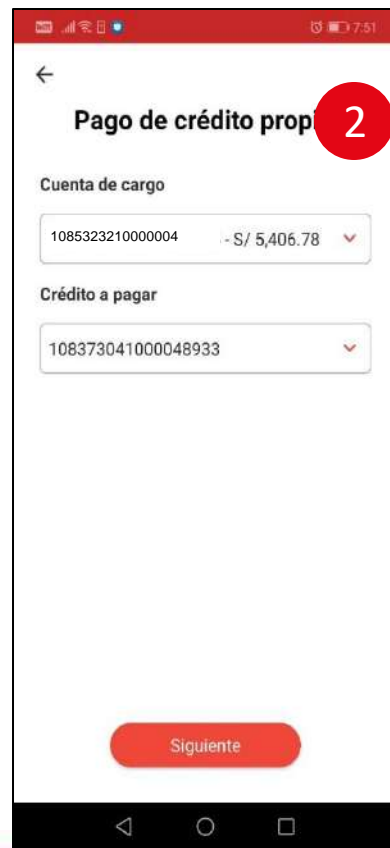 7:51
Pago de crédito propi
2
Cuenta de cargo
1085323210000004 - S/ 5,406.78
Crédito a pagar
108373041000048933
Siguiente